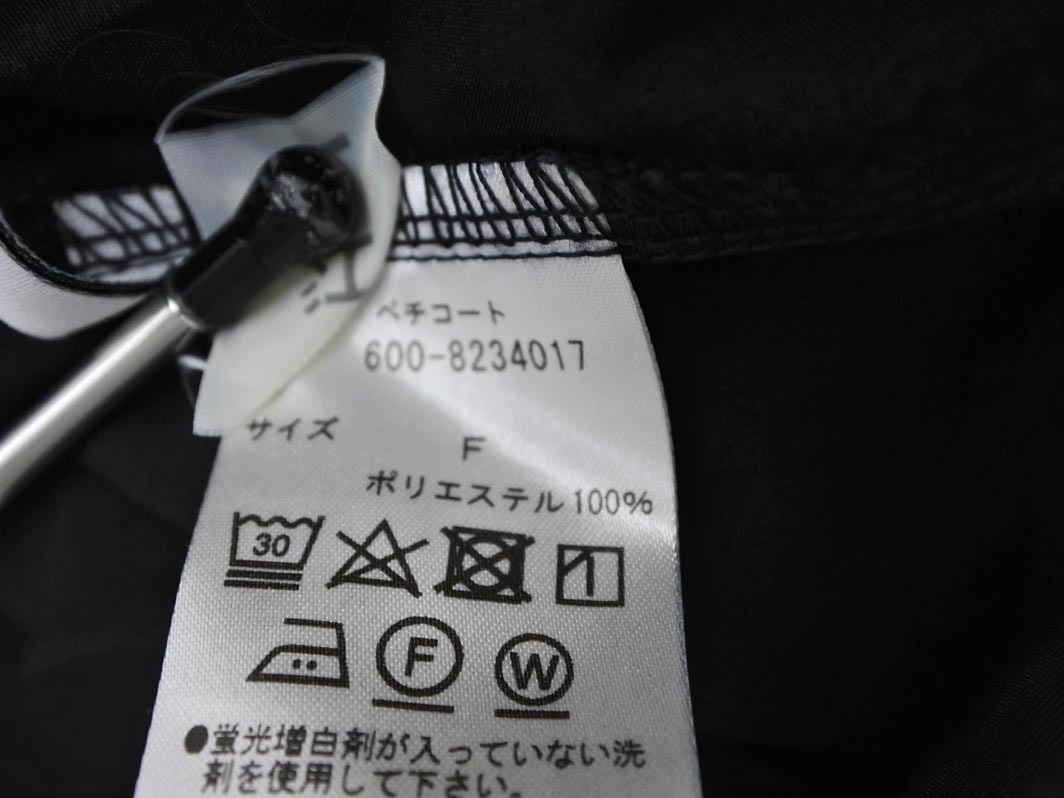 ペチコート
600-8234017
サイズ
F
ポリエステル100%
30
F
W
●蛍光増白剤が入っていない洗
剤を使用して下さい。